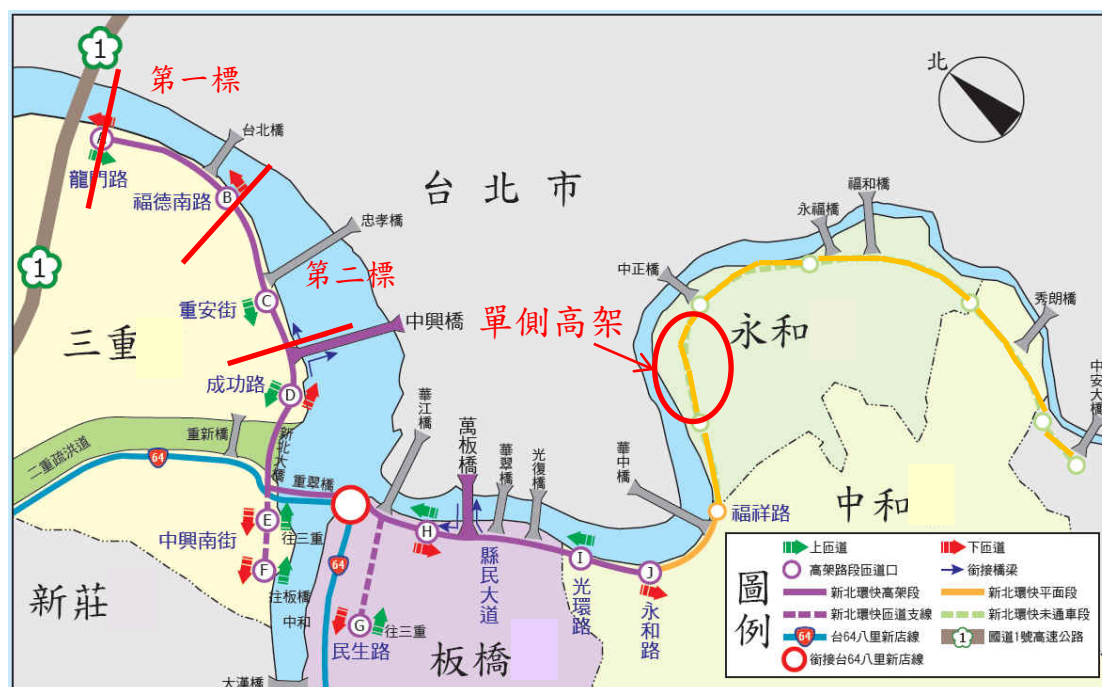 1
第一標
北
台北橋
A
龍門路
台北市
福和橋
福德南路
B
永福橋
忠孝橋
1
第二標
中正橋
秀朗橋
重安街
C
中興橋
單側高架
永和
三重
中安大橋
成功路
D
華江橋
萬板橋
重新橋
新北大橋
華翠橋
光復橋
華中橋
二重疏洪道
64
重翠橋
福祥路
中和
E
往三重
H
中興南街
縣民大道
I
J
F
往板橋
64
光環路
永和路
新莊
中和
G
往三重
民生路
板橋
大漢橋
圖例
上匝道
下匝道
高架路段匝道口
銜接橋梁
新北環快高架段
新北環快平面段
新北環快匝道支線
新北環快未通車段
64
台64八里新店線
1
國道1號高速公路
銜接台64八里新店線